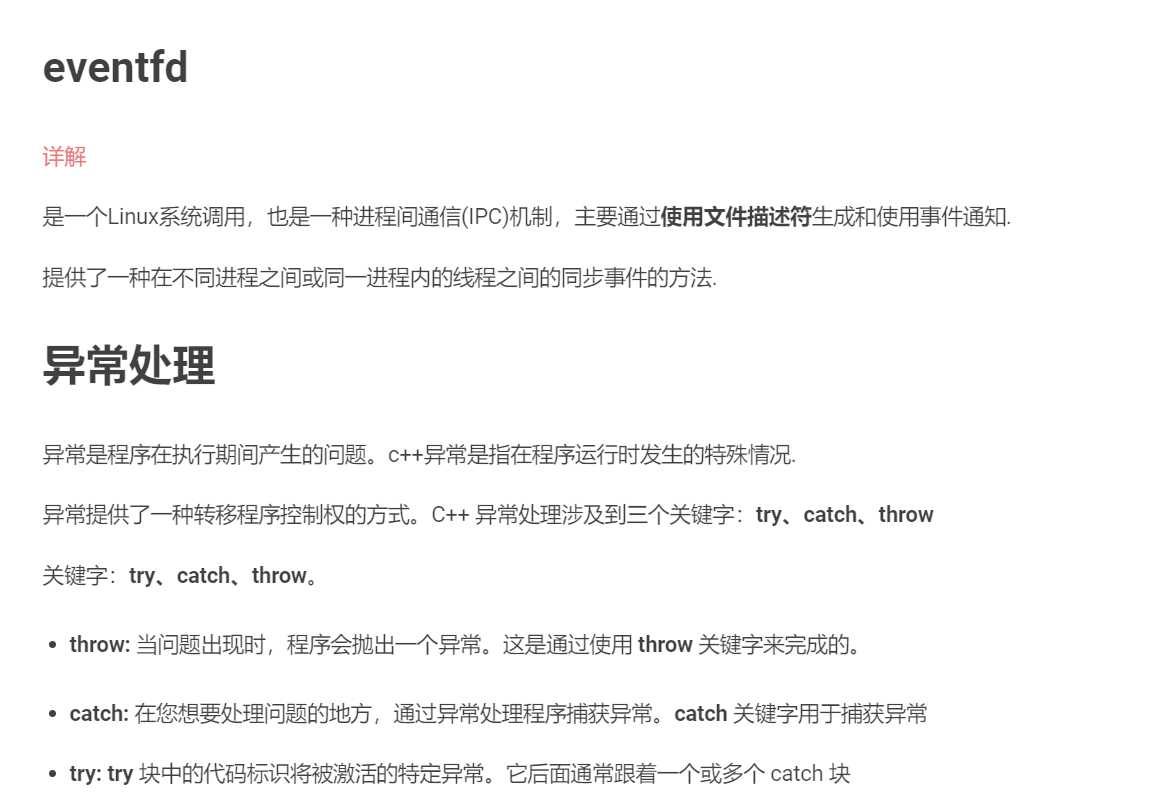 eventfd
详解
是一个Linux系统调用，也是一种进程间通信(IPC)机制，主要通过使用文件描述符生成和使用事件通知.
提供了一种在不同进程之间或同一进程内的线程之间的同步事件的方法.
异常处理
异常是程序在执行期间产生的问题。c++异常是指在程序运行时发生的特殊情况.
异常提供了一种转移程序控制权的方式。C++ 异常处理涉及到三个关键字：try、catch、throw
关键字：try、catch、throw。
• throw: 当问题出现时，程序会抛出一个异常。这是通过使用 throw 关键字来完成的。
• catch: 在您想要处理问题的地方，通过异常处理程序捕获异常。catch 关键字用于捕获异常
• try: try 块中的代码标识将被激活的特定异常。它后面通常跟着一个或多个 catch 块